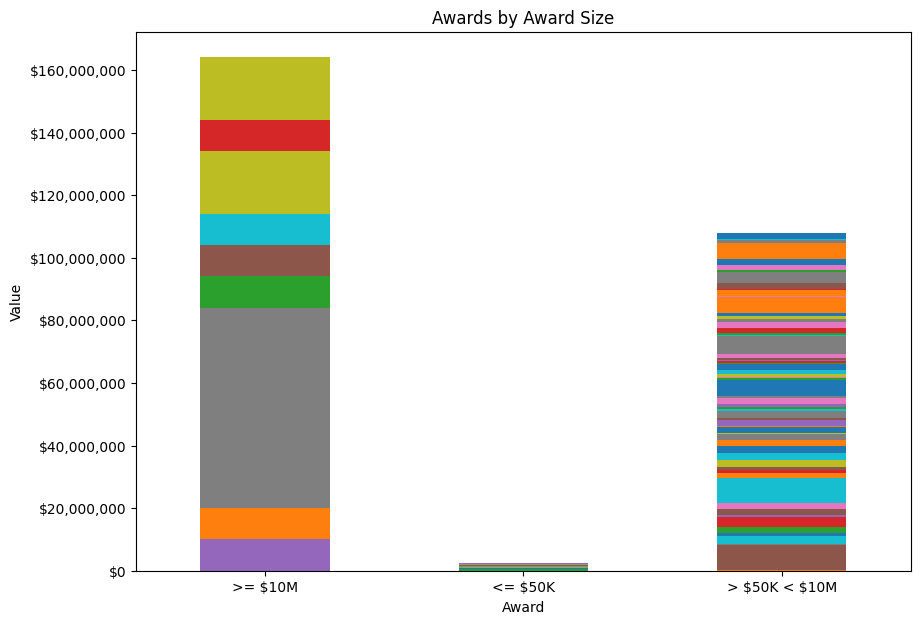 Awards by Award Size
$160,000,000
$140,000,000
$120,000,000
$100,000,000
$80,000,000
$60,000,000
$40,000,000
$20,000,000
$0
Value
>= $10M
<= $50K
> $50K < $10M
Award